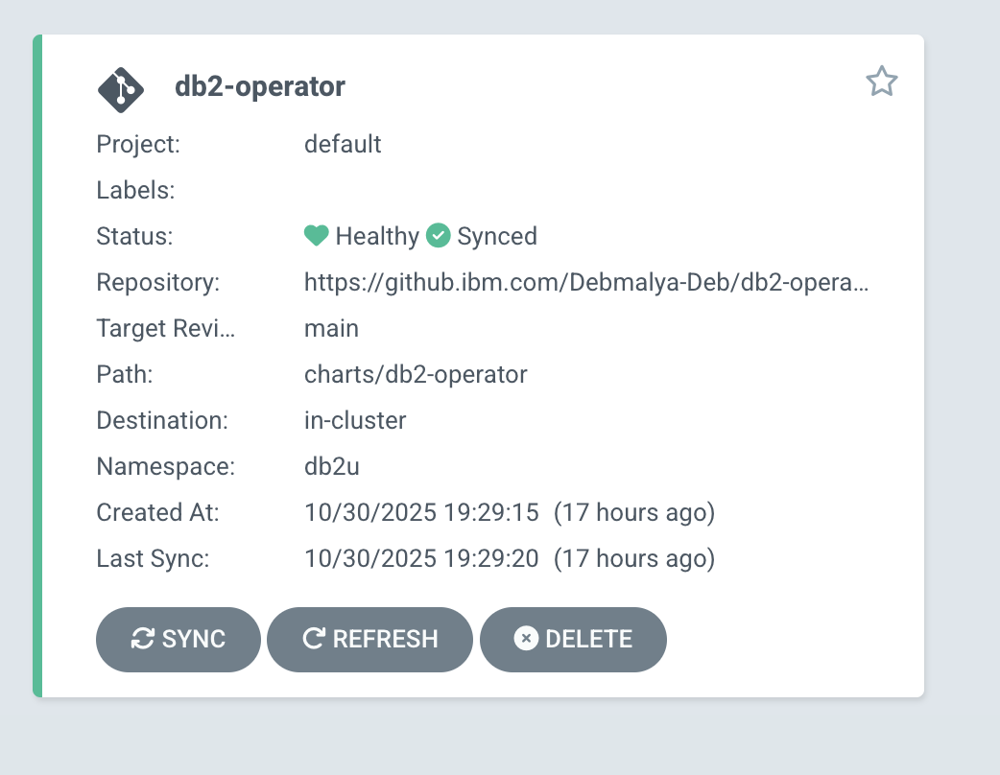 db2-operator
Project: default
Labels:
Status: Healthy Synced
Repository: https://github.ibm.com/Debmalya-Deb/db2-opera...
Target Revi... main
Path: charts/db2-operator
Destination: in-cluster
Namespace: db2u
Created At: 10/30/2025 19:29:15 (17 hours ago)
Last Sync: 10/30/2025 19:29:20 (17 hours ago)
SYNC REFRESH DELETE